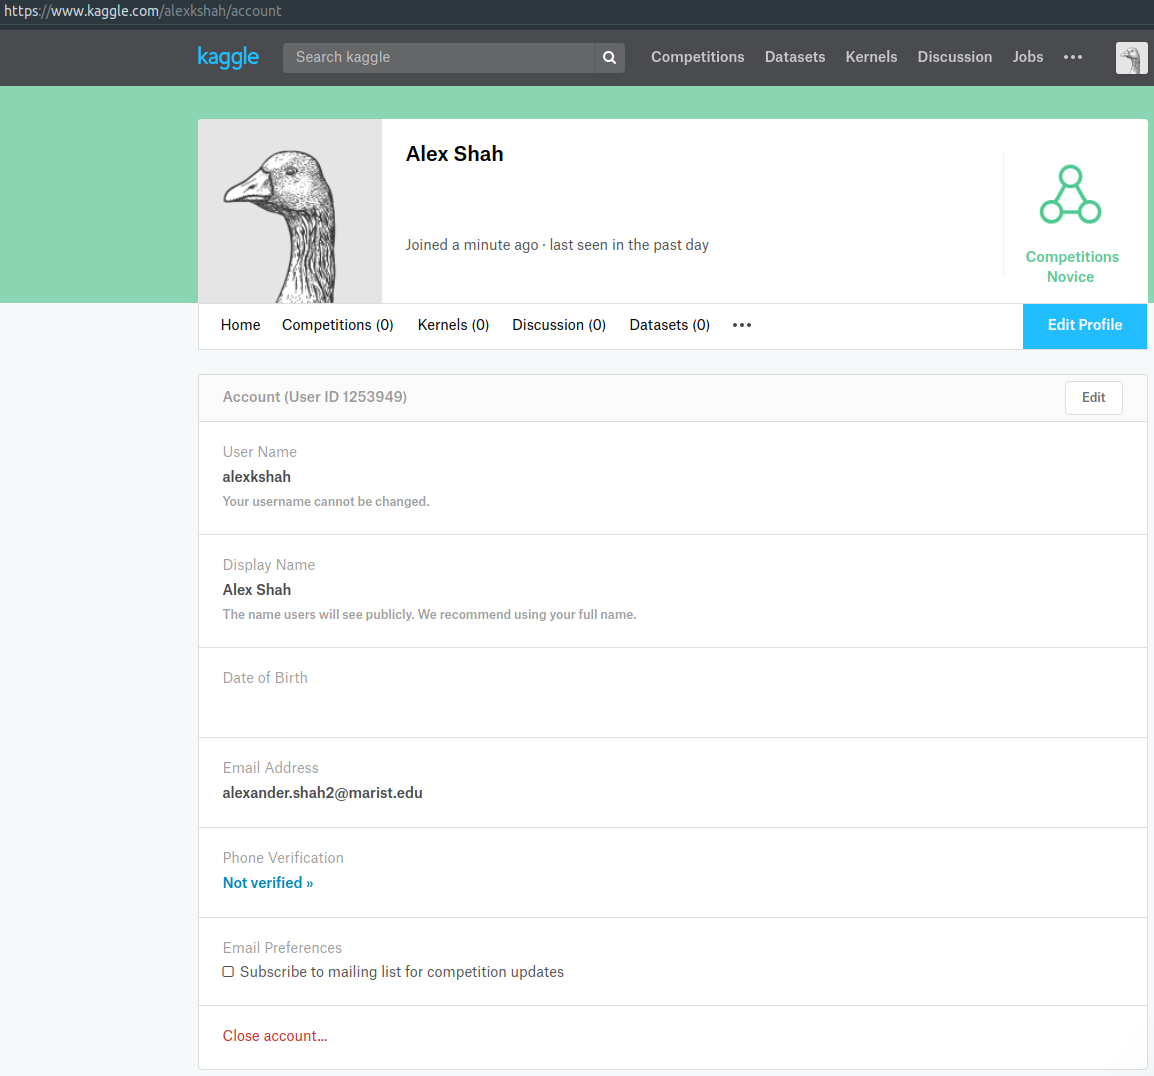 https://www.kaggle.com/alexkshah/account
kaggle
Search kaggle
Competitions Datasets Kernels Discussion Jobs •••
Alex Shah
Joined a minute ago · last seen in the past day
Competitions
Novice
Home Competitions (0) Kernels (0) Discussion (0) Datasets (0) •••
Edit Profile
Account (User ID 1253949)
Edit
User Name
alexkshah
Your username cannot be changed.
Display Name
Alex Shah
The name users will see publicly. We recommend using your full name.
Date of Birth
Email Address
alexander.shah2@marist.edu
Phone Verification
Not verified »
Email Preferences
Subscribe to mailing list for competition updates
Close account...